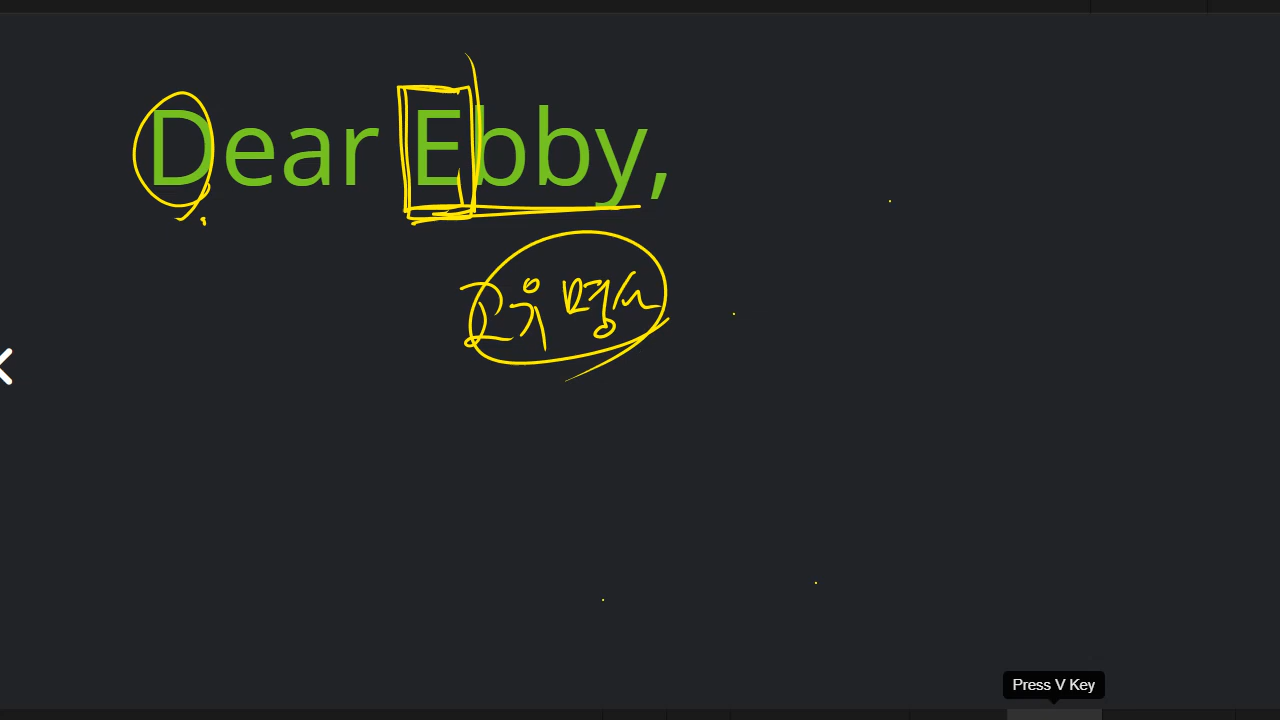 Dear Ebby,
고유 명사
Press V Key